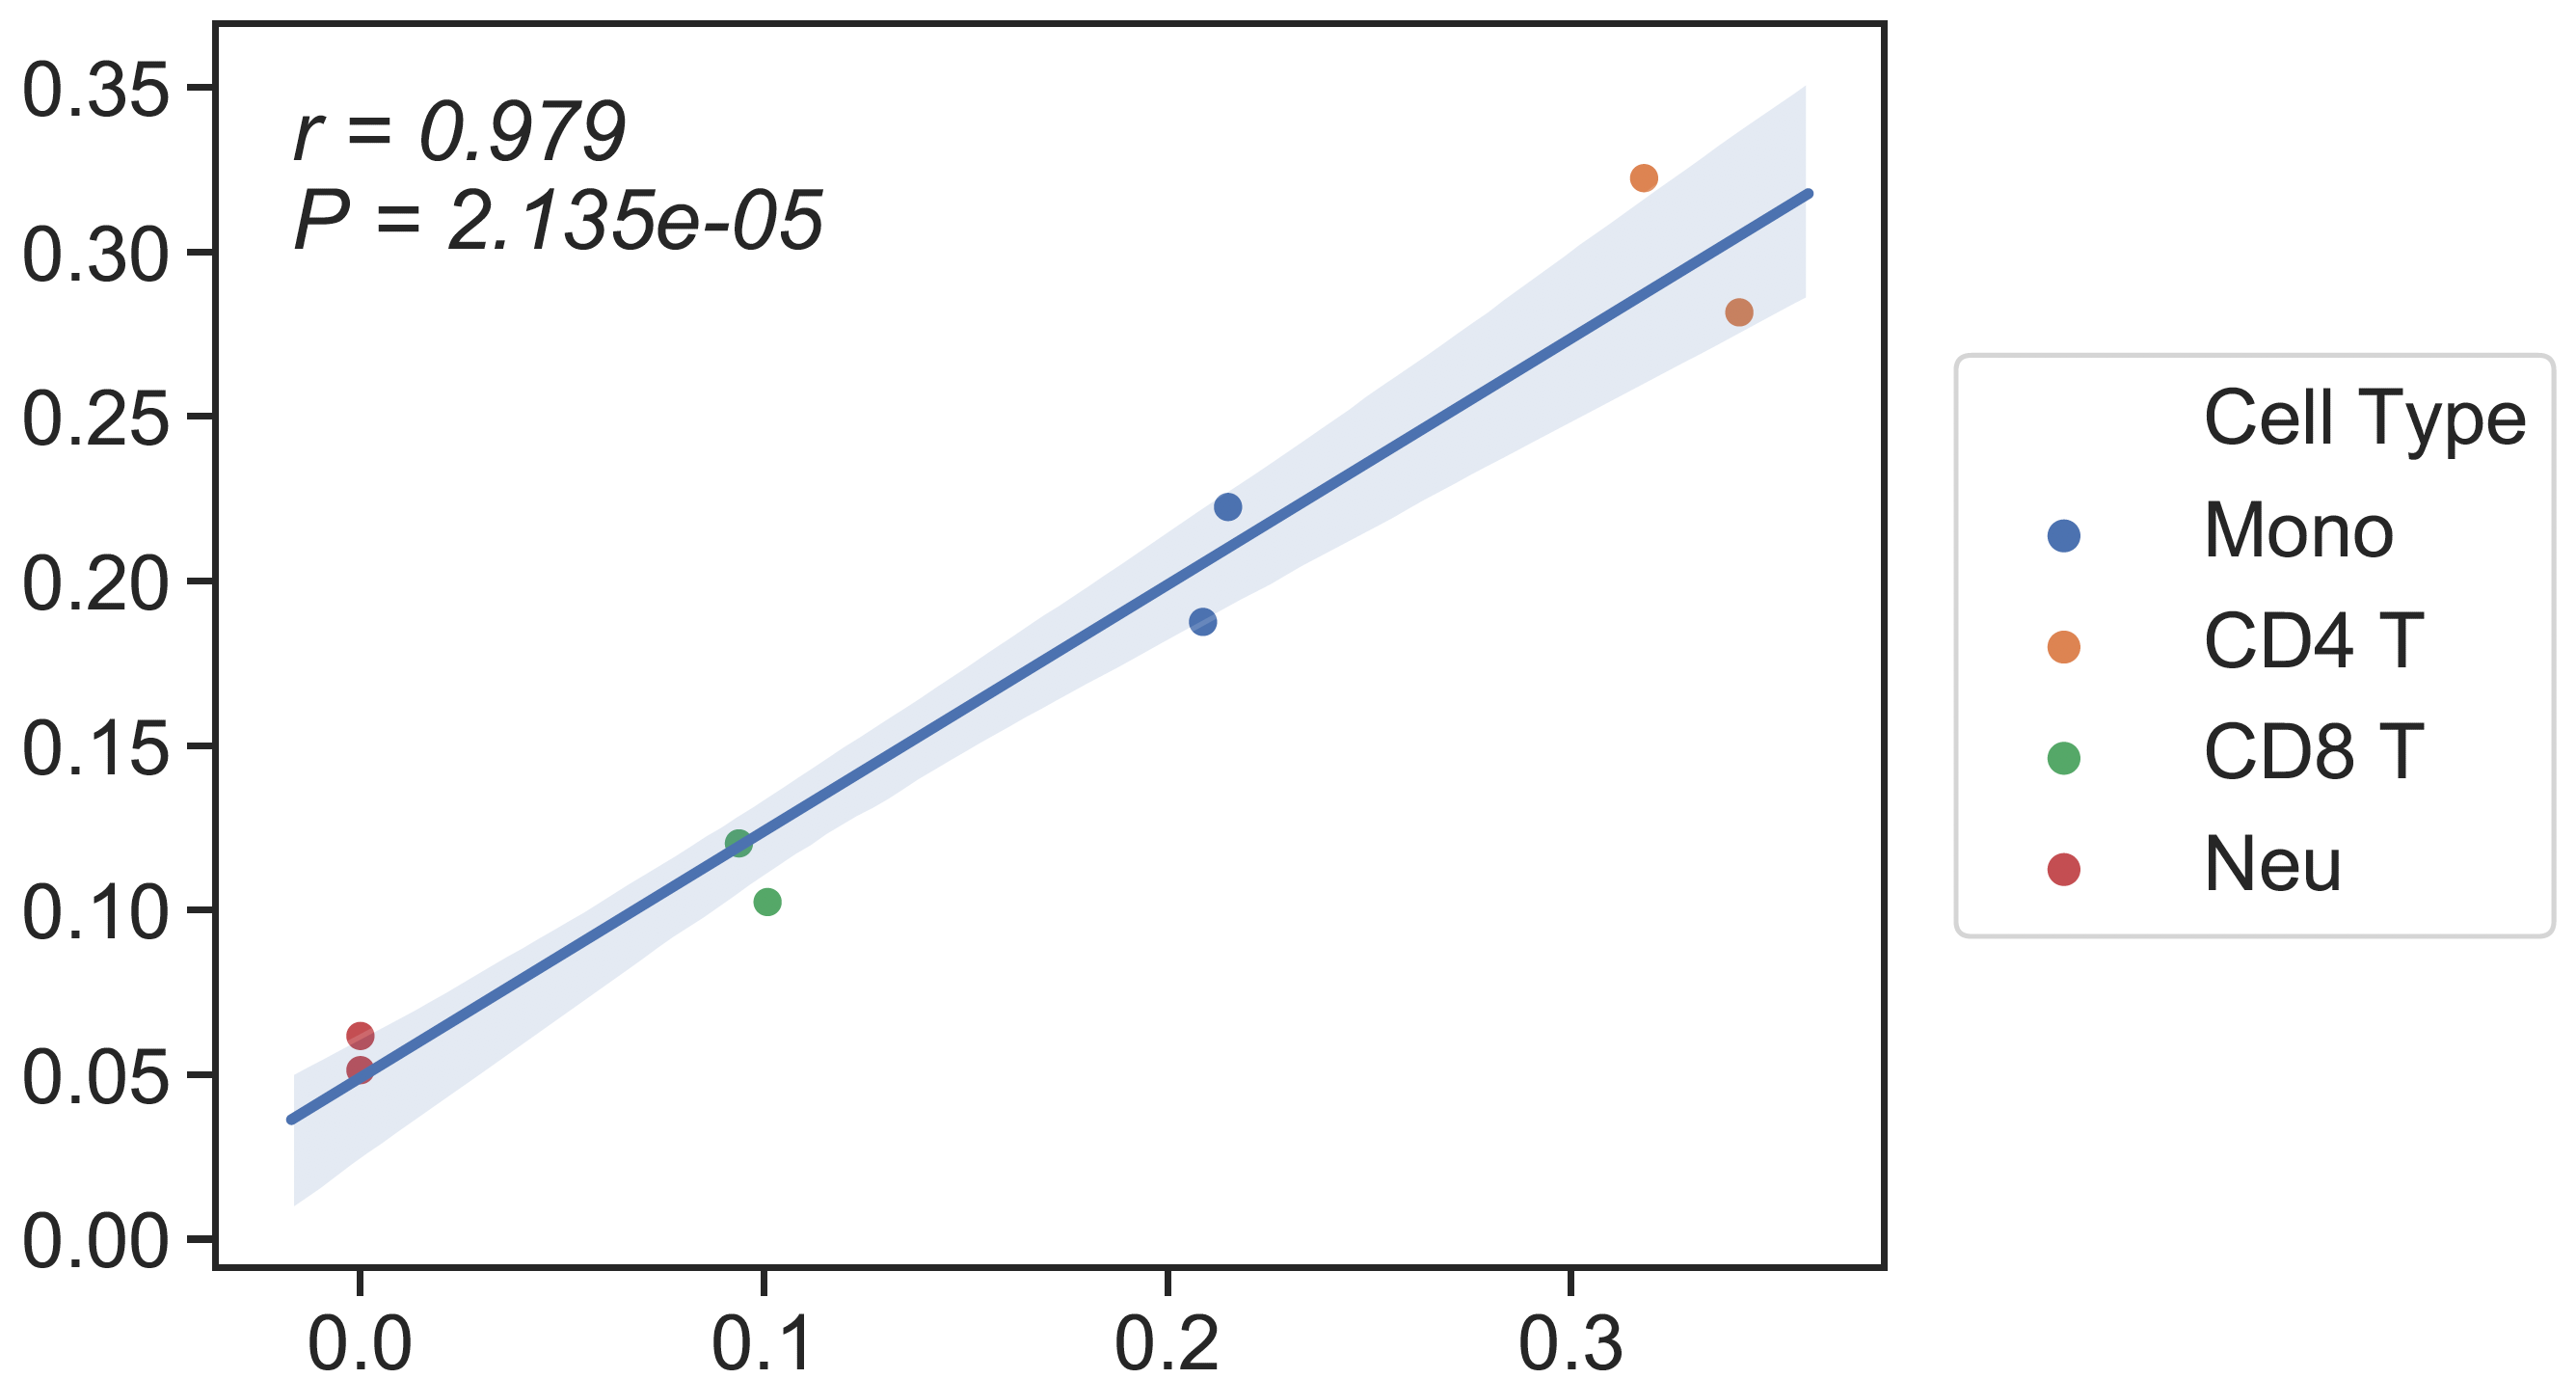 r = 0.979
P = 2.135e-05
0.35
0.30
0.25
0.20
0.15
0.10
0.05
0.00
0.0 0.1 0.2 0.3
Cell Type
Mono
CD4 T
CD8 T
Neu